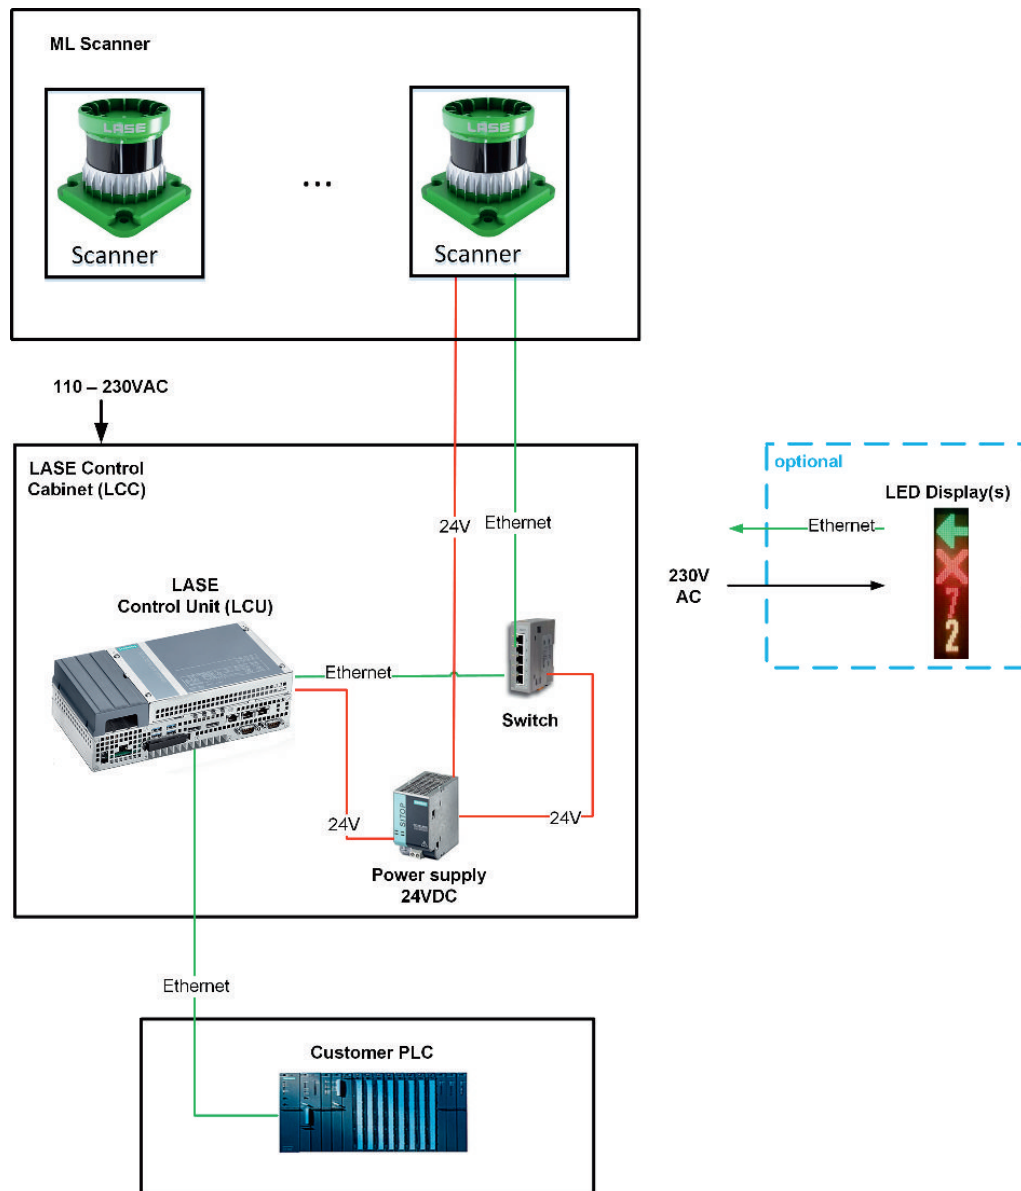 ML Scanner
LASE
LASE
...
Scanner
Scanner
110 – 230VAC
LASE Control
Cabinet (LCC)
24V
Ethernet
optional
LED Display(s)
Ethernet
230V
AC
7
2
LASE
Control Unit (LCU)
Ethernet
Switch
SITOP
24V
24V
Power supply
24VDC
Ethernet
Customer PLC